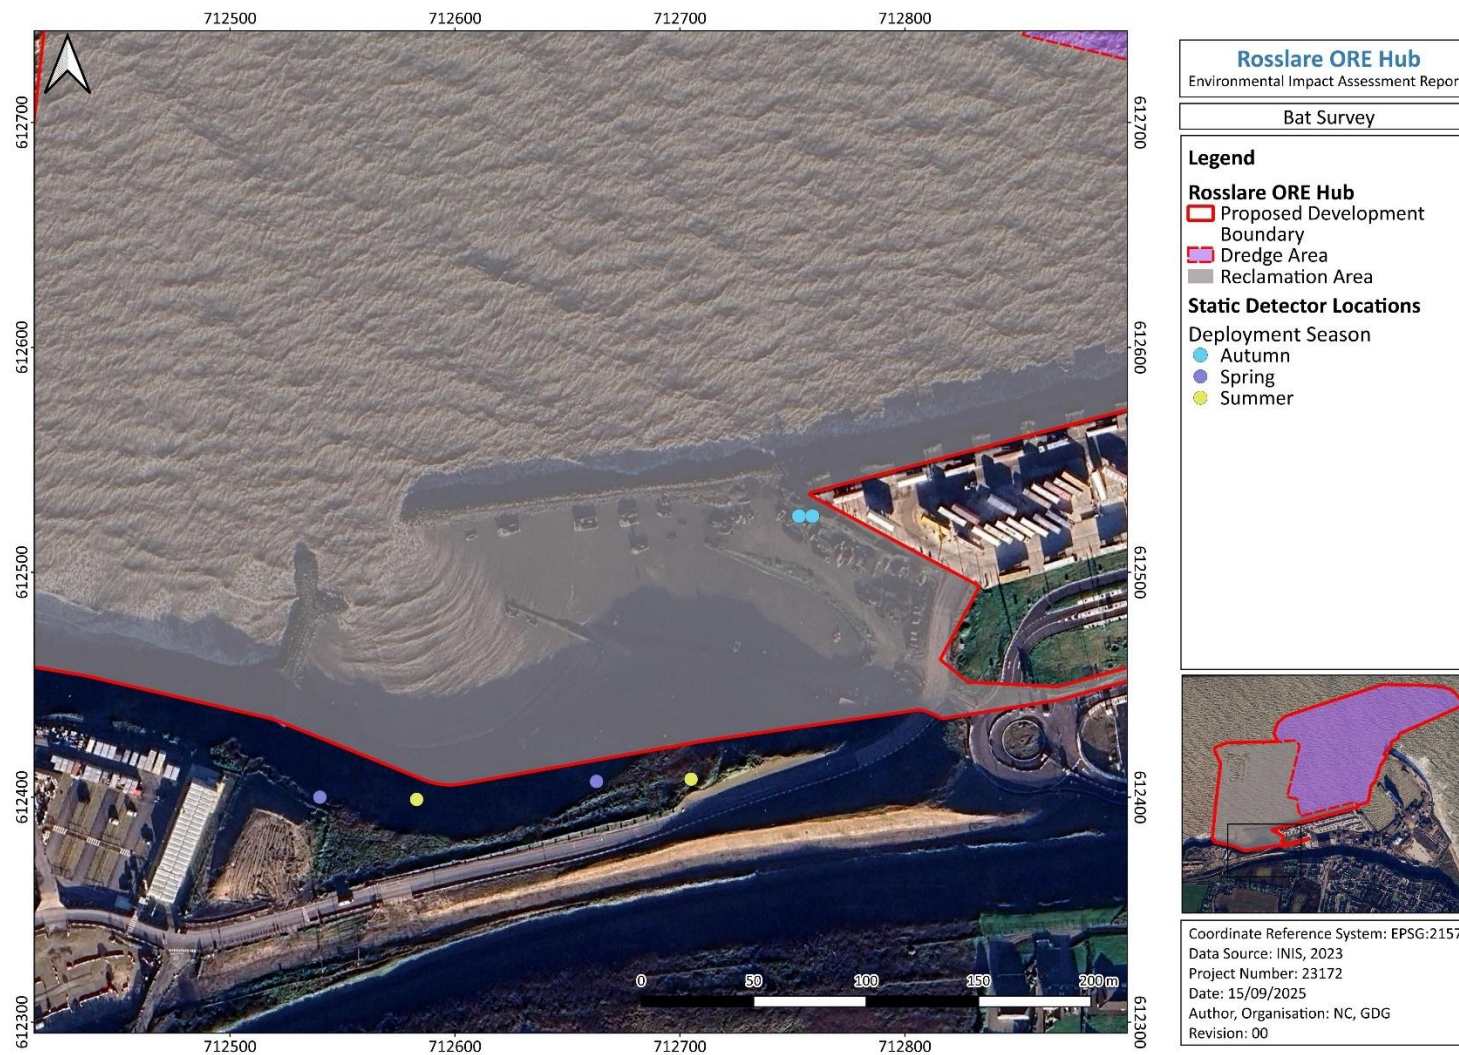 712500 712600 712700 712800
612700 612700
612600 612600
612500 612500
612400 612400
612300 612300
0 50 100 150 200 m
712500 712600 712700 712800
Rosslare ORE Hub
Environmental Impact Assessment Repor
Bat Survey
Legend
Rosslare ORE Hub
Proposed Development
Boundary
Dredge Area
Reclamation Area
Static Detector Locations
Deployment Season
Autumn
Spring
Summer
Coordinate Reference System: EPSG:2157
Data Source: INIS, 2023
Project Number: 23172
Date: 15/09/2025
Author, Organisation: NC, GDG
Revision: 00